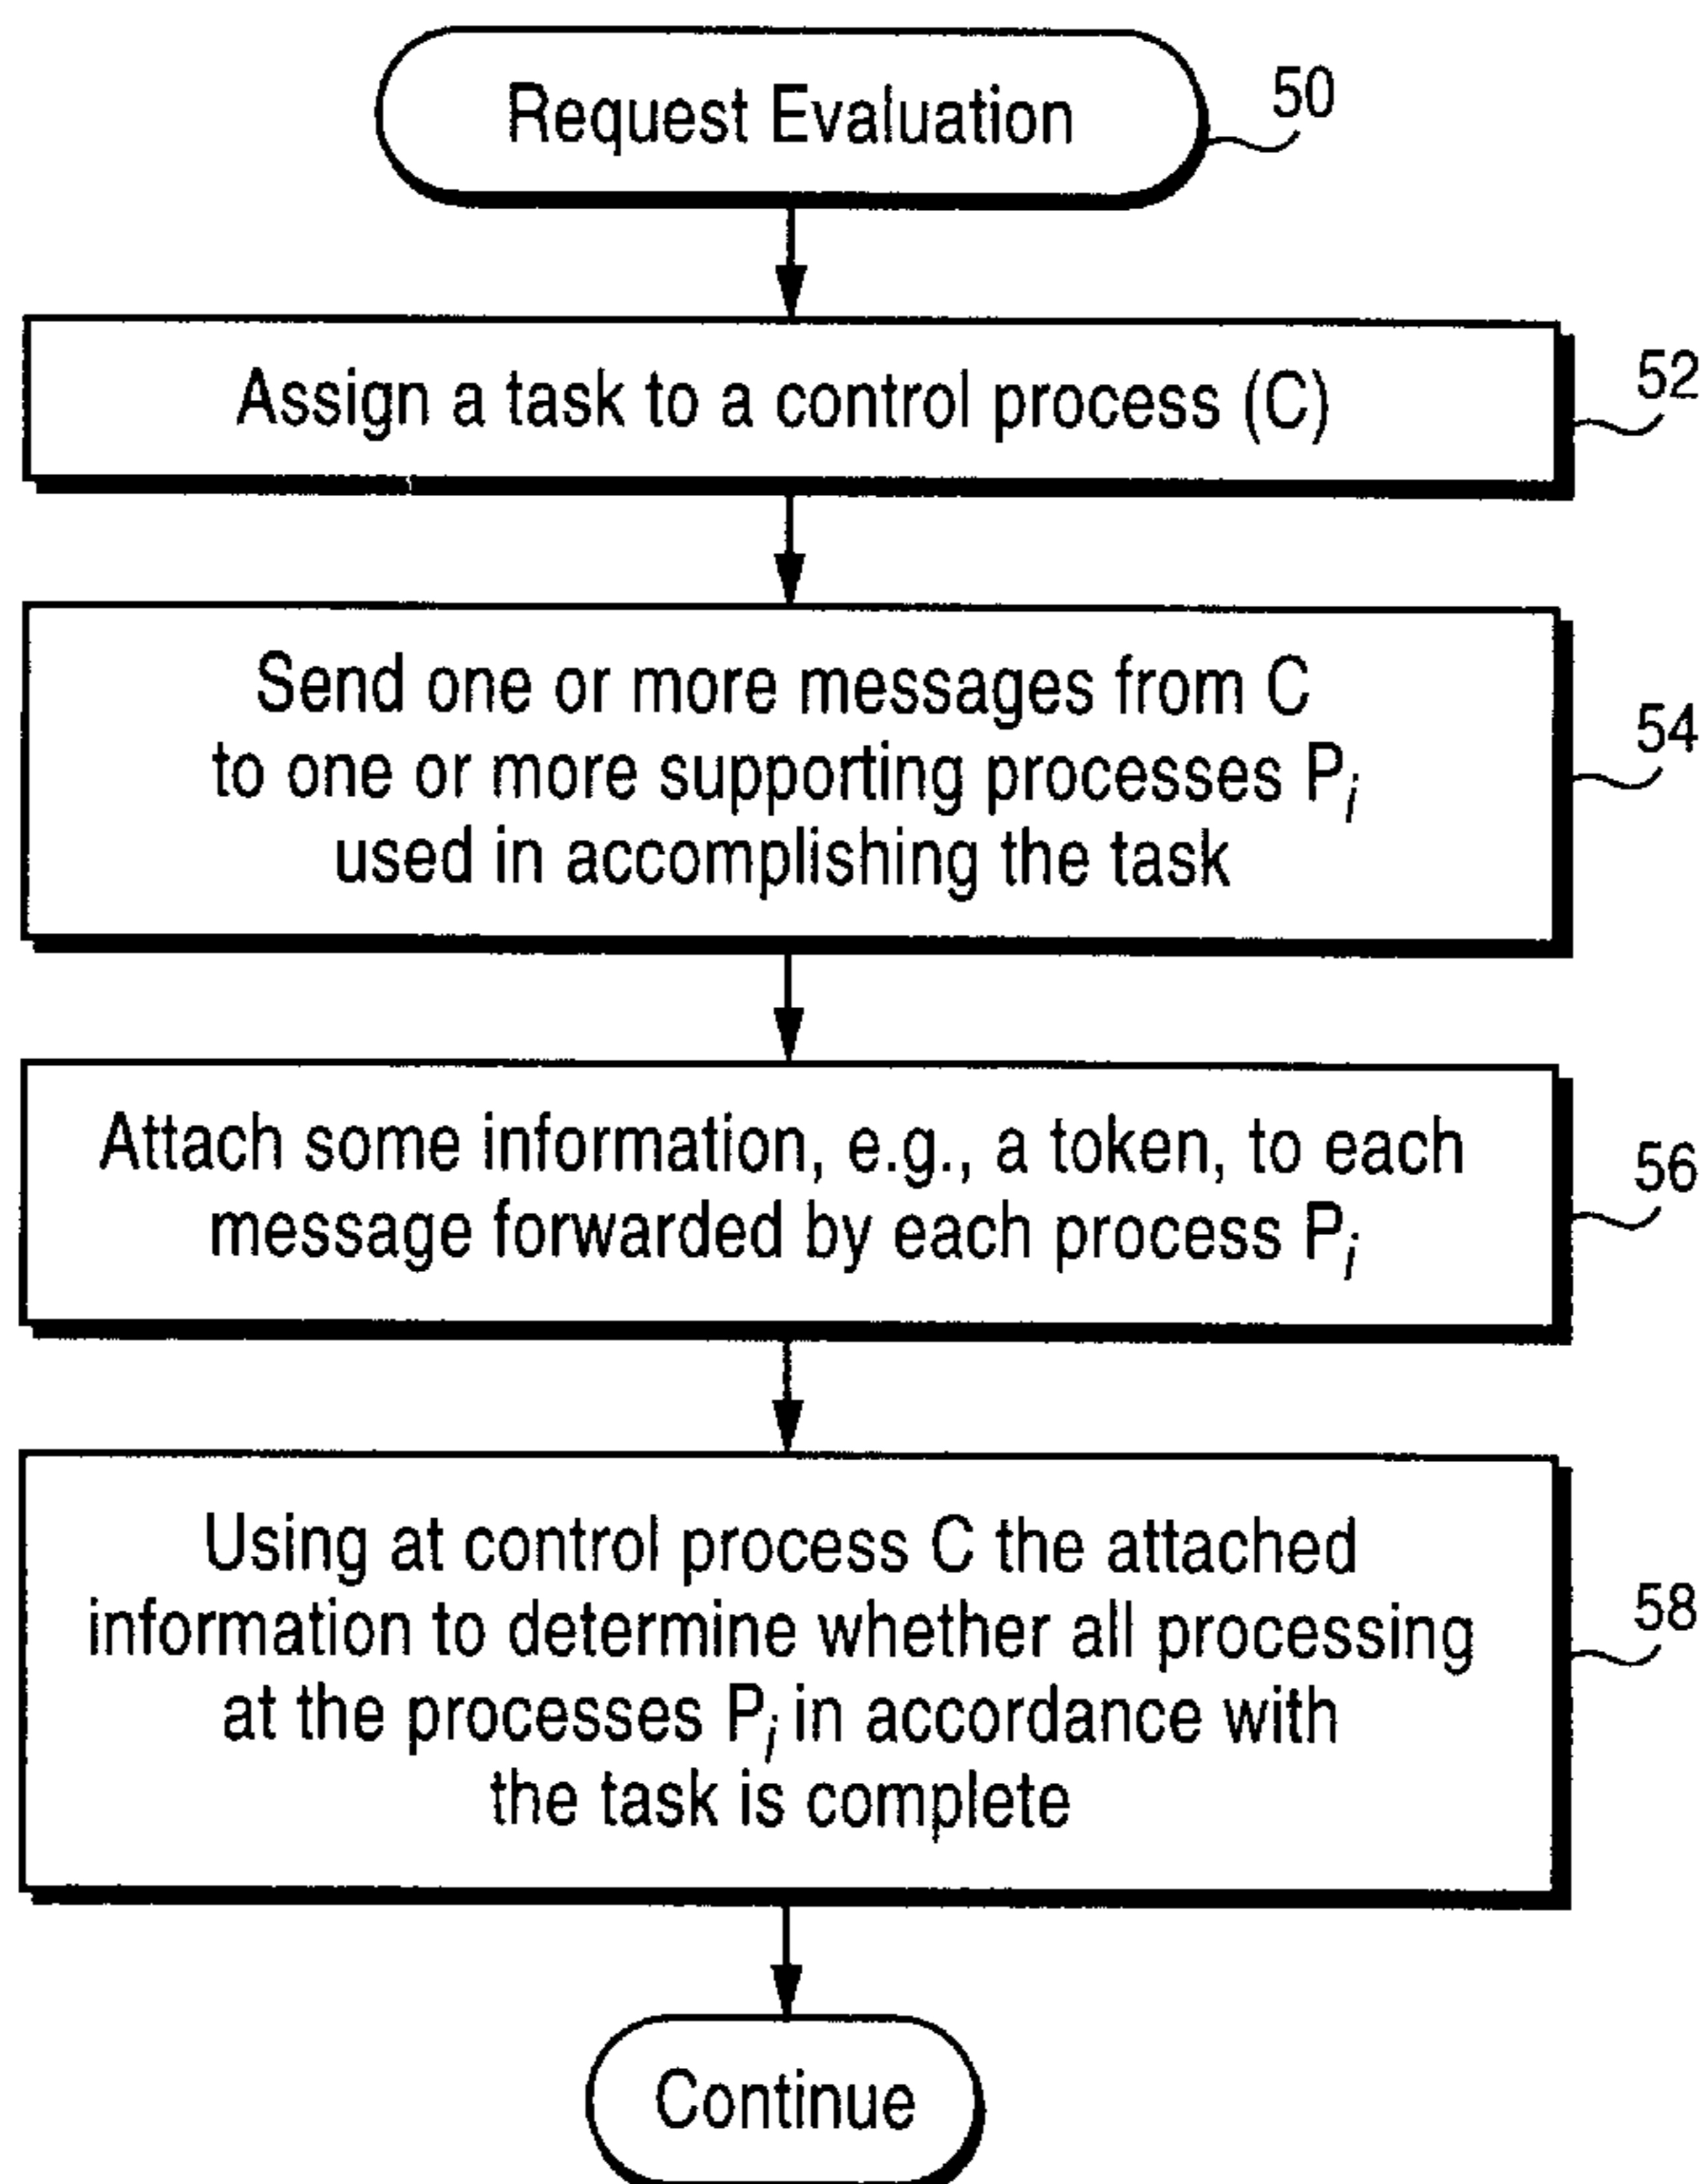 Request Evaluation
50
Assign a task to a control process (C)
52
Send one or more messages from C
to one or more supporting processes Pi
used in accomplishing the task
54
Attach some information, e.g., a token, to each
message forwarded by each process Pi
56
Using at control process C the attached
information to determine whether all processing
at the processes Pi in accordance with
the task is complete
58
Continue